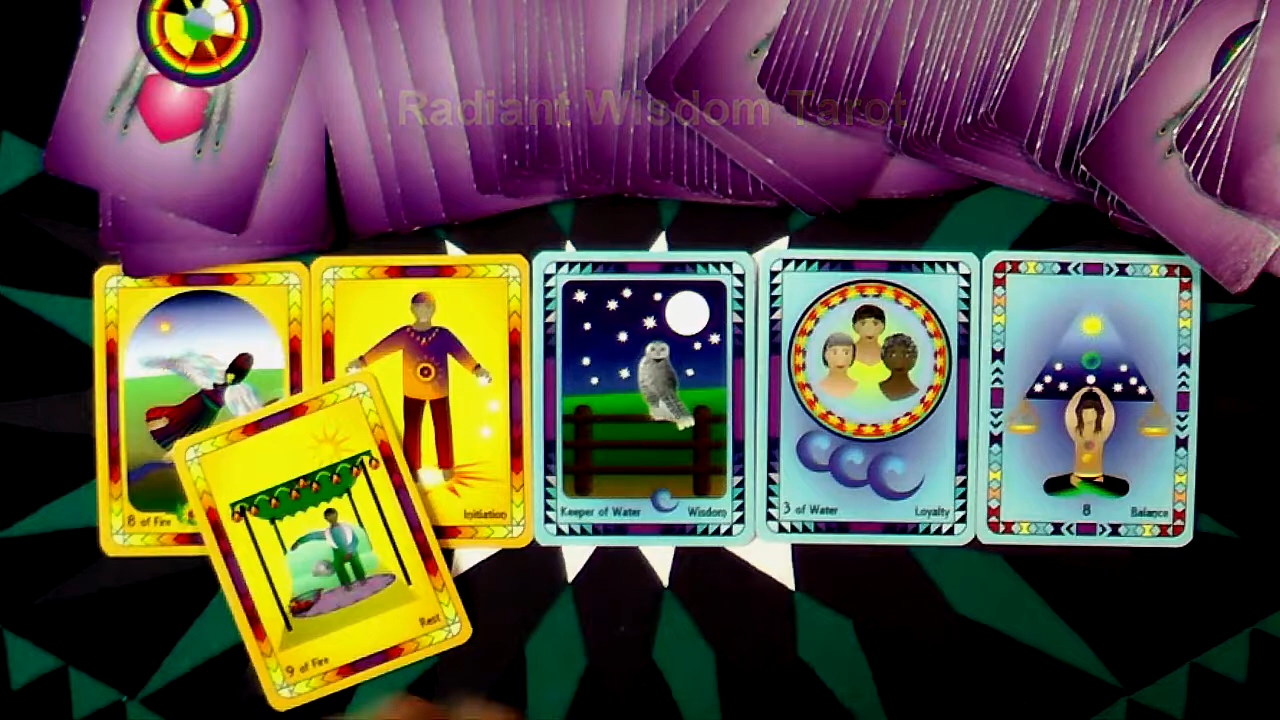 Radiant Wisdom Tarot
8 of Fire
Initiation
Keeper of Water
Wisdom
3 of Water
Loyalty
8
Balance
Rest
9 of Fire